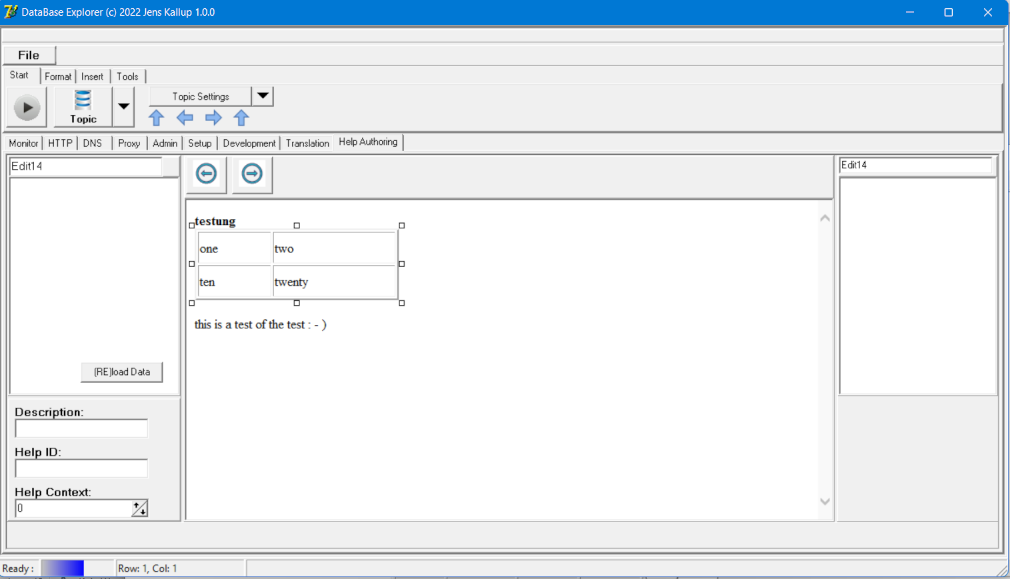 DataBase Explorer (c) 2022 Jens Kallup 1.0.0
File
Start Format Insert Tools
Topic
Topic Settings
Monitor HTTP DNS Proxy Admin Setup Development Translation Help Authoring
Edit14
Edit14
testung
one two
ten twenty
this is a test of the test : - )
(RE)load Data
Description:
Help ID:
Help Context:
0
Ready : Row: 1, Col: 1